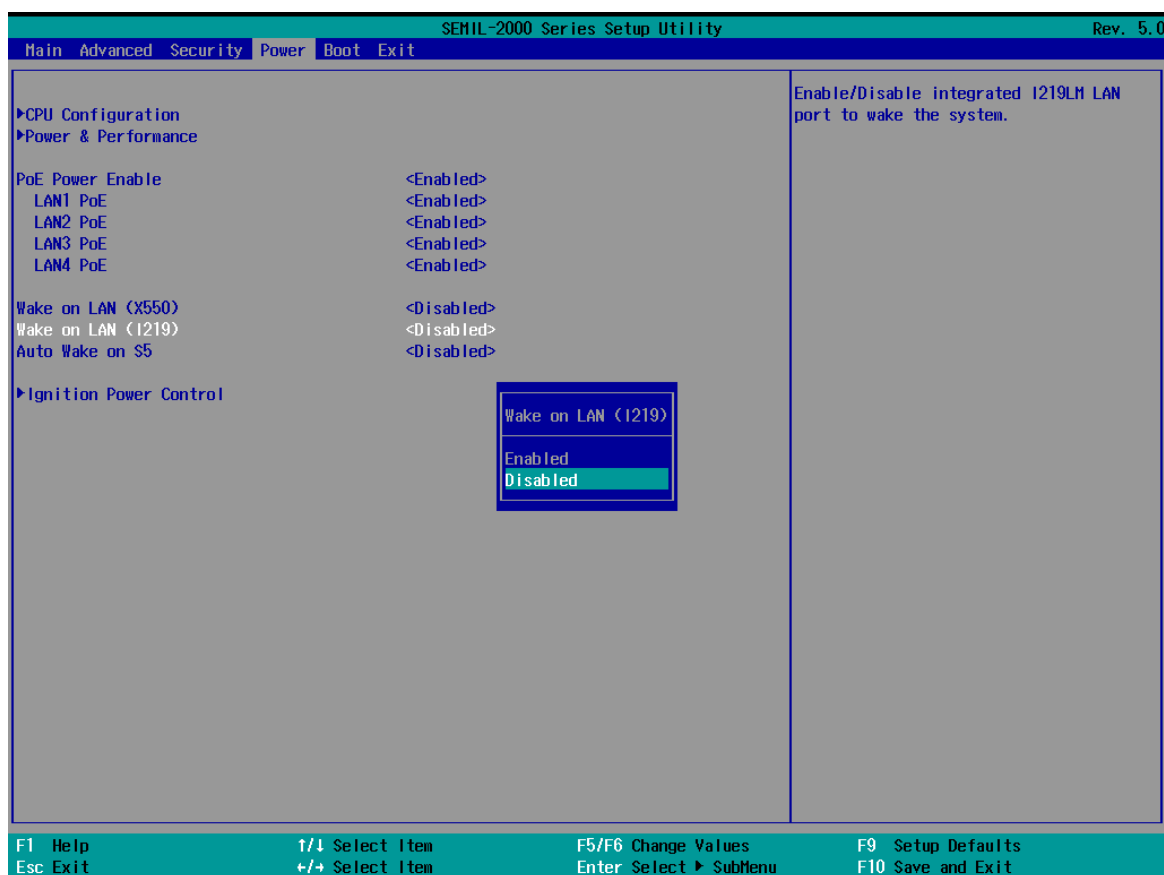 SEMIL-2000 Series Setup Utility Rev. 5.0
Main Advanced Security Power Boot Exit
Enable/Disable integrated I219LM LAN
port to wake the system.
▶CPU Configuration
▶Power & Performance
PoE Power Enable <Enabled>
LAN1 PoE <Enabled>
LAN2 PoE <Enabled>
LAN3 PoE <Enabled>
LAN4 PoE <Enabled>
Wake on LAN (X550) <Disabled>
Wake on LAN (I219) <Disabled>
Auto Wake on S5 <Disabled>
▶Ignition Power Control
Wake on LAN (I219)
Enabled
Disabled
F1 Help ↑/↓ Select Item F5/F6 Change Values F9 Setup Defaults
Esc Exit ←/→ Select Item Enter Select ▶ SubMenu F10 Save and Exit